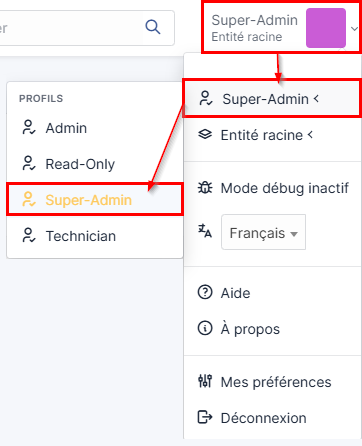 er
Super-Admin
Entité racine
PROFILS
Admin
Read-Only
Super-Admin
Technician
Super-Admin
Entité racine
Mode débug inactif
Français
Aide
À propos
Mes préférences
Déconnexion